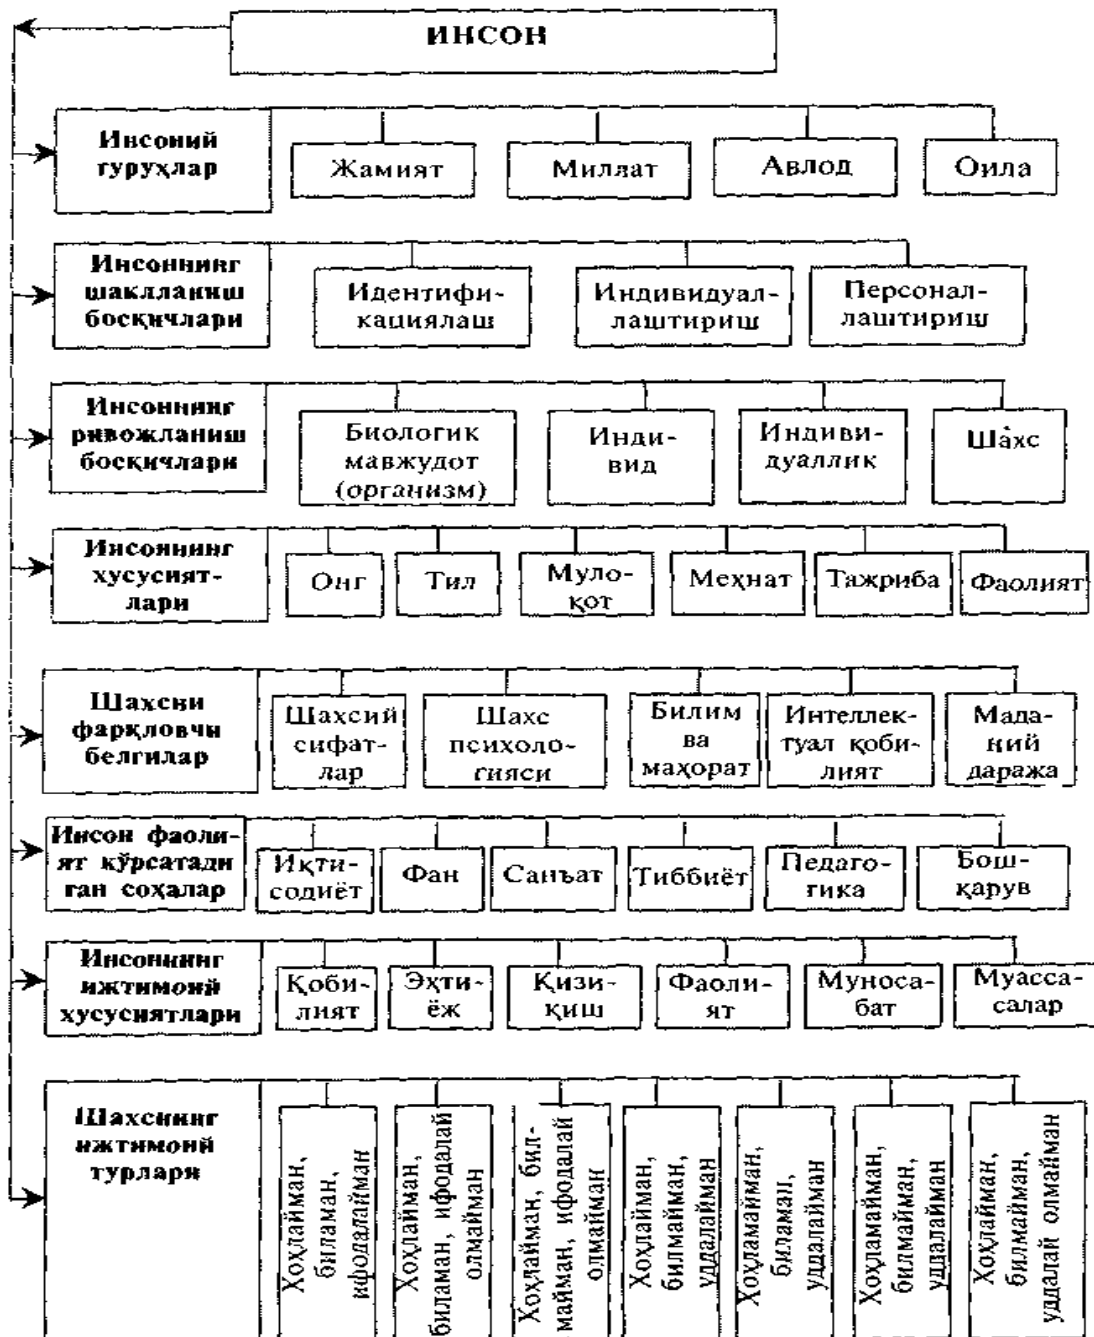 ИНСОН
Инсоний
гуруҳлар
Жамият
Миллат
Авлод
Оила
Инсоннинг
шаклланиш
босқичлари
Идентифи-
кациялаш
Индивидуал-
лаштириш
Персонал-
лаштириш
Инсоннинг
ривожланиш
босқичлари
Биологик
мавжудот
(организм)
Инди-
вид
Индиви-
дуаллик
Шахс
Инсоннинг
хусусият-
лари
Онг
Тил
Муло-
қот
Меҳнат
Тажриба
Фаолият
Шахсни
фарқловчи
белгилар
Шахсий
сифат-
лар
Шахс
психоло-
гияси
Билим
ва
маҳорат
Интеллек-
туал қоби-
лият
Мада-
ний
даража
Инсон фаоли-
ят кўрсатади
ган соҳалар
Иқти-
содиёт
Фан
Санъат
Тиббиёт
Педаго-
гика
Бош-
қарув
Инсоннинг
ижтимоий
хусусиятлари
Қоби-
лият
Эҳти-
ёж
Қизи-
қиш
Фаоли-
ят
Муноса-
бат
Муасса-
салар
Шахснинг
ижтимоий
турлари
Хоҳлайман,
биламан,
ифодалайман
Хоҳлайман,
биламан, ифодалай
олмайман
Хоҳлайман, бил-
майман, ифодалай
олмайман
Хоҳлайман,
билмайман,
уддалайман
Хоҳламайман,
биламан,
уддалайман
Хоҳламайман,
билмайман,
уддалайман
Хоҳлайман,
билмайман,
уддалай олмайман